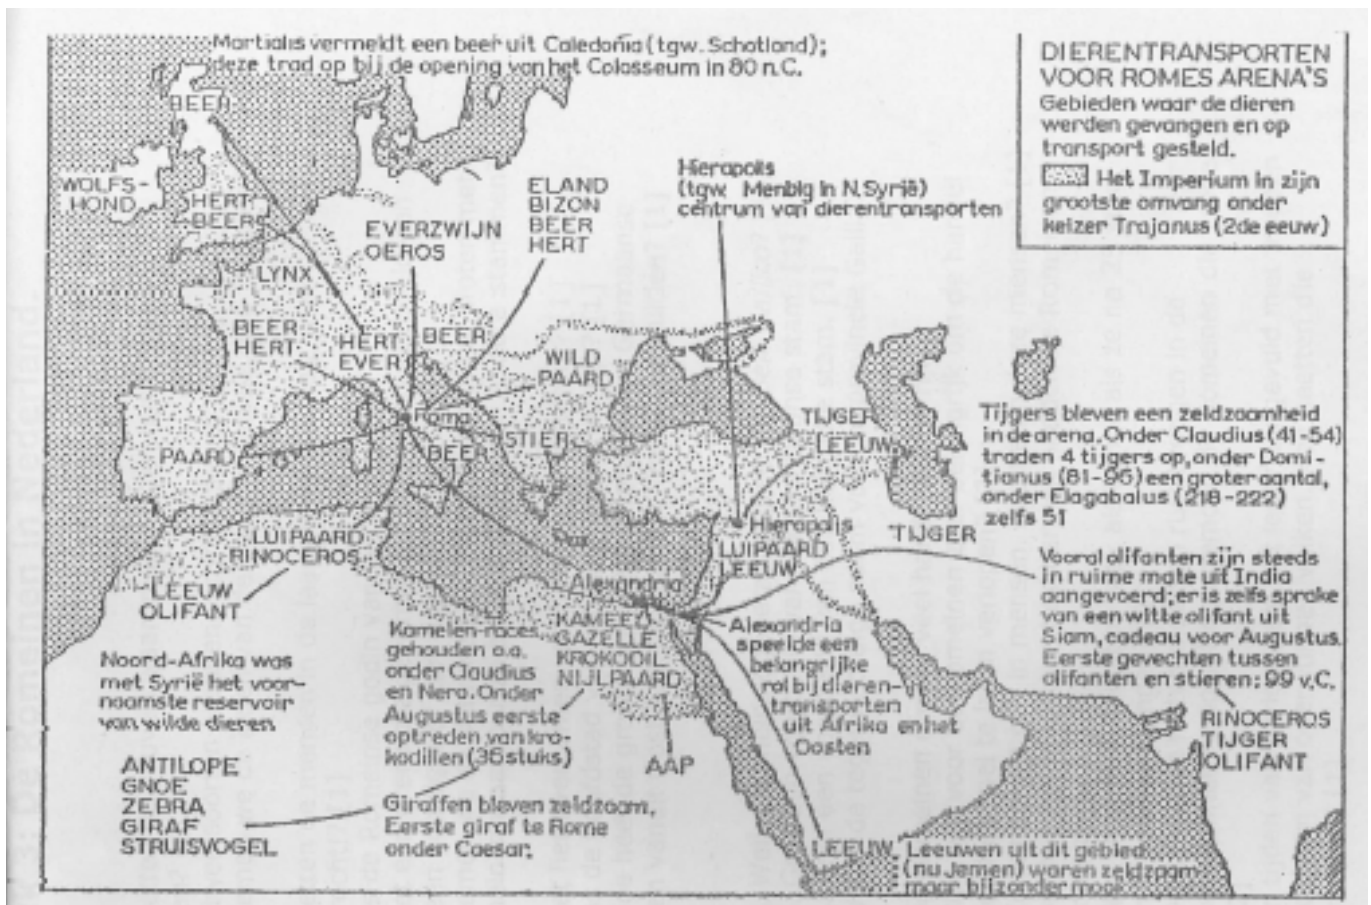 Martialis vermeldt een beer uit Caledonia (tgw. Schotland);
deze trad op bij de opening van het Colosseum in 80 n.C.
DIERENTRANSPORTEN
VOOR ROMES ARENA'S
Gebieden waar de dieren
werden gevangen en op
transport gesteld.
Het Imperium in zijn
grootste omvang onder
keizer Trajanus (2de eeuw)
BEER
WOLFS-
HOND
HERT
BEER
LYNX
EVERZWIJN
OEROS
ELAND
BIZON
BEER
HERT
Hierapolis
(tgw. Menbig in N.Syrië)
centrum van dierentransporten
BEER
HERT
HERT
EVER
BEER
WILD
PAARD
Roma
STIER
BEER
PAARD
TIJGER
LEEUW
Tijgers bleven een zeldzaamheid
in de arena. Onder Claudius (41-54)
traden 4 tijgers op, onder Domi-
tianus (81-96) een groter aantal,
onder Elagabalus (218-222)
zelfs 51
Hierapolis
TIJGER
LUIPAARD
LEEUW
LUIPAARD
RINOCEROS
LEEUW
OLIFANT
Alexandria
KAMEEL
GAZELLE
KROKODIL
NIJLPAARD
AAP
Vooral olifanten zijn steeds
in ruime mate uit India
aangevoerd; er is zelfs sprake
van een witte olifant uit
Siam, cadeau voor Augustus.
Eerste gevechten tussen
olifanten en stieren: 99 v.C.
RINOCEROS
TIJGER
OLIFANT
Alexandria
speelde een
belangrijke
rol bij dieren-
transporten
uit Afrika en het
Oosten
Kamelen-races
gehouden o.a.
onder Claudius
en Nero. Onder
Augustus eerste
optreden van kro-
kodillen (36 stuks)
Noord-Afrika was
met Syrië het voor-
naamste reservoir
van wilde dieren
ANTILOPE
GNOE
ZEBRA
GIRAF
STRUISVOGEL
Giraffen bleven zeldzaam.
Eerste giraf te Rome
onder Caesar.
LEEUW
Leeuwen uit dit gebied
(nu Jemen) waren zeldzaam
maar bijzonder mooi
3: De Romeinen in Nederland.